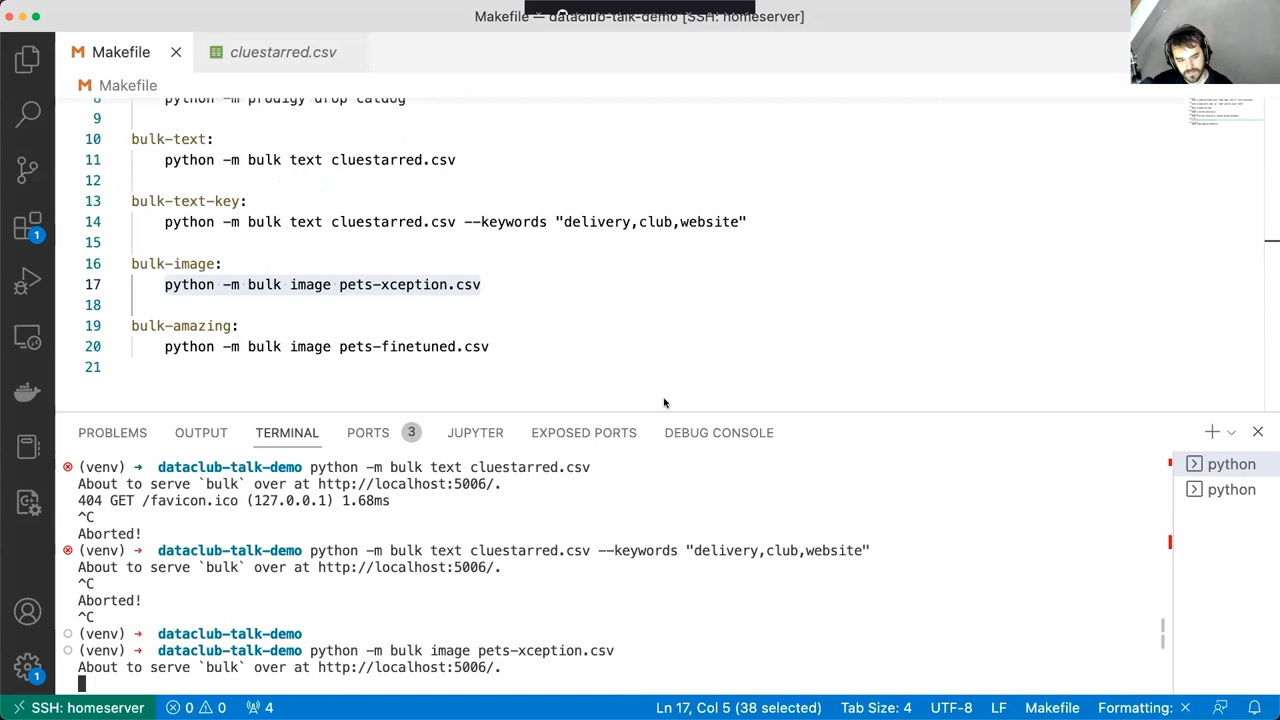 Makefile — dataclub-talk-demo [SSH: homeserver]
M Makefile × cluestarred.csv
M Makefile
8 python -m prodigy drop catdog
9
10 bulk-text:
11 python -m bulk text cluestarred.csv
12
13 bulk-text-key:
14 python -m bulk text cluestarred.csv --keywords "delivery,club,website"
15
16 bulk-image:
17 python -m bulk image pets-xception.csv
18
19 bulk-amazing:
20 python -m bulk image pets-finetuned.csv
21
PROBLEMS OUTPUT TERMINAL PORTS 3 JUPYTER EXPOSED PORTS DEBUG CONSOLE
(venv) ➜ dataclub-talk-demo python -m bulk text cluestarred.csv
About to serve `bulk` over at http://localhost:5006/.
404 GET /favicon.ico (127.0.0.1) 1.68ms
^C
Aborted!
(venv) ➜ dataclub-talk-demo python -m bulk text cluestarred.csv --keywords "delivery,club,website"
About to serve `bulk` over at http://localhost:5006/.
^C
Aborted!
^C
(venv) ➜ dataclub-talk-demo
(venv) ➜ dataclub-talk-demo python -m bulk image pets-xception.csv
About to serve `bulk` over at http://localhost:5006/.
python
python
1
1
SSH: homeserver 0 0 4 Ln 17, Col 5 (38 selected) Tab Size: 4 UTF-8 LF Makefile Formatting: ×